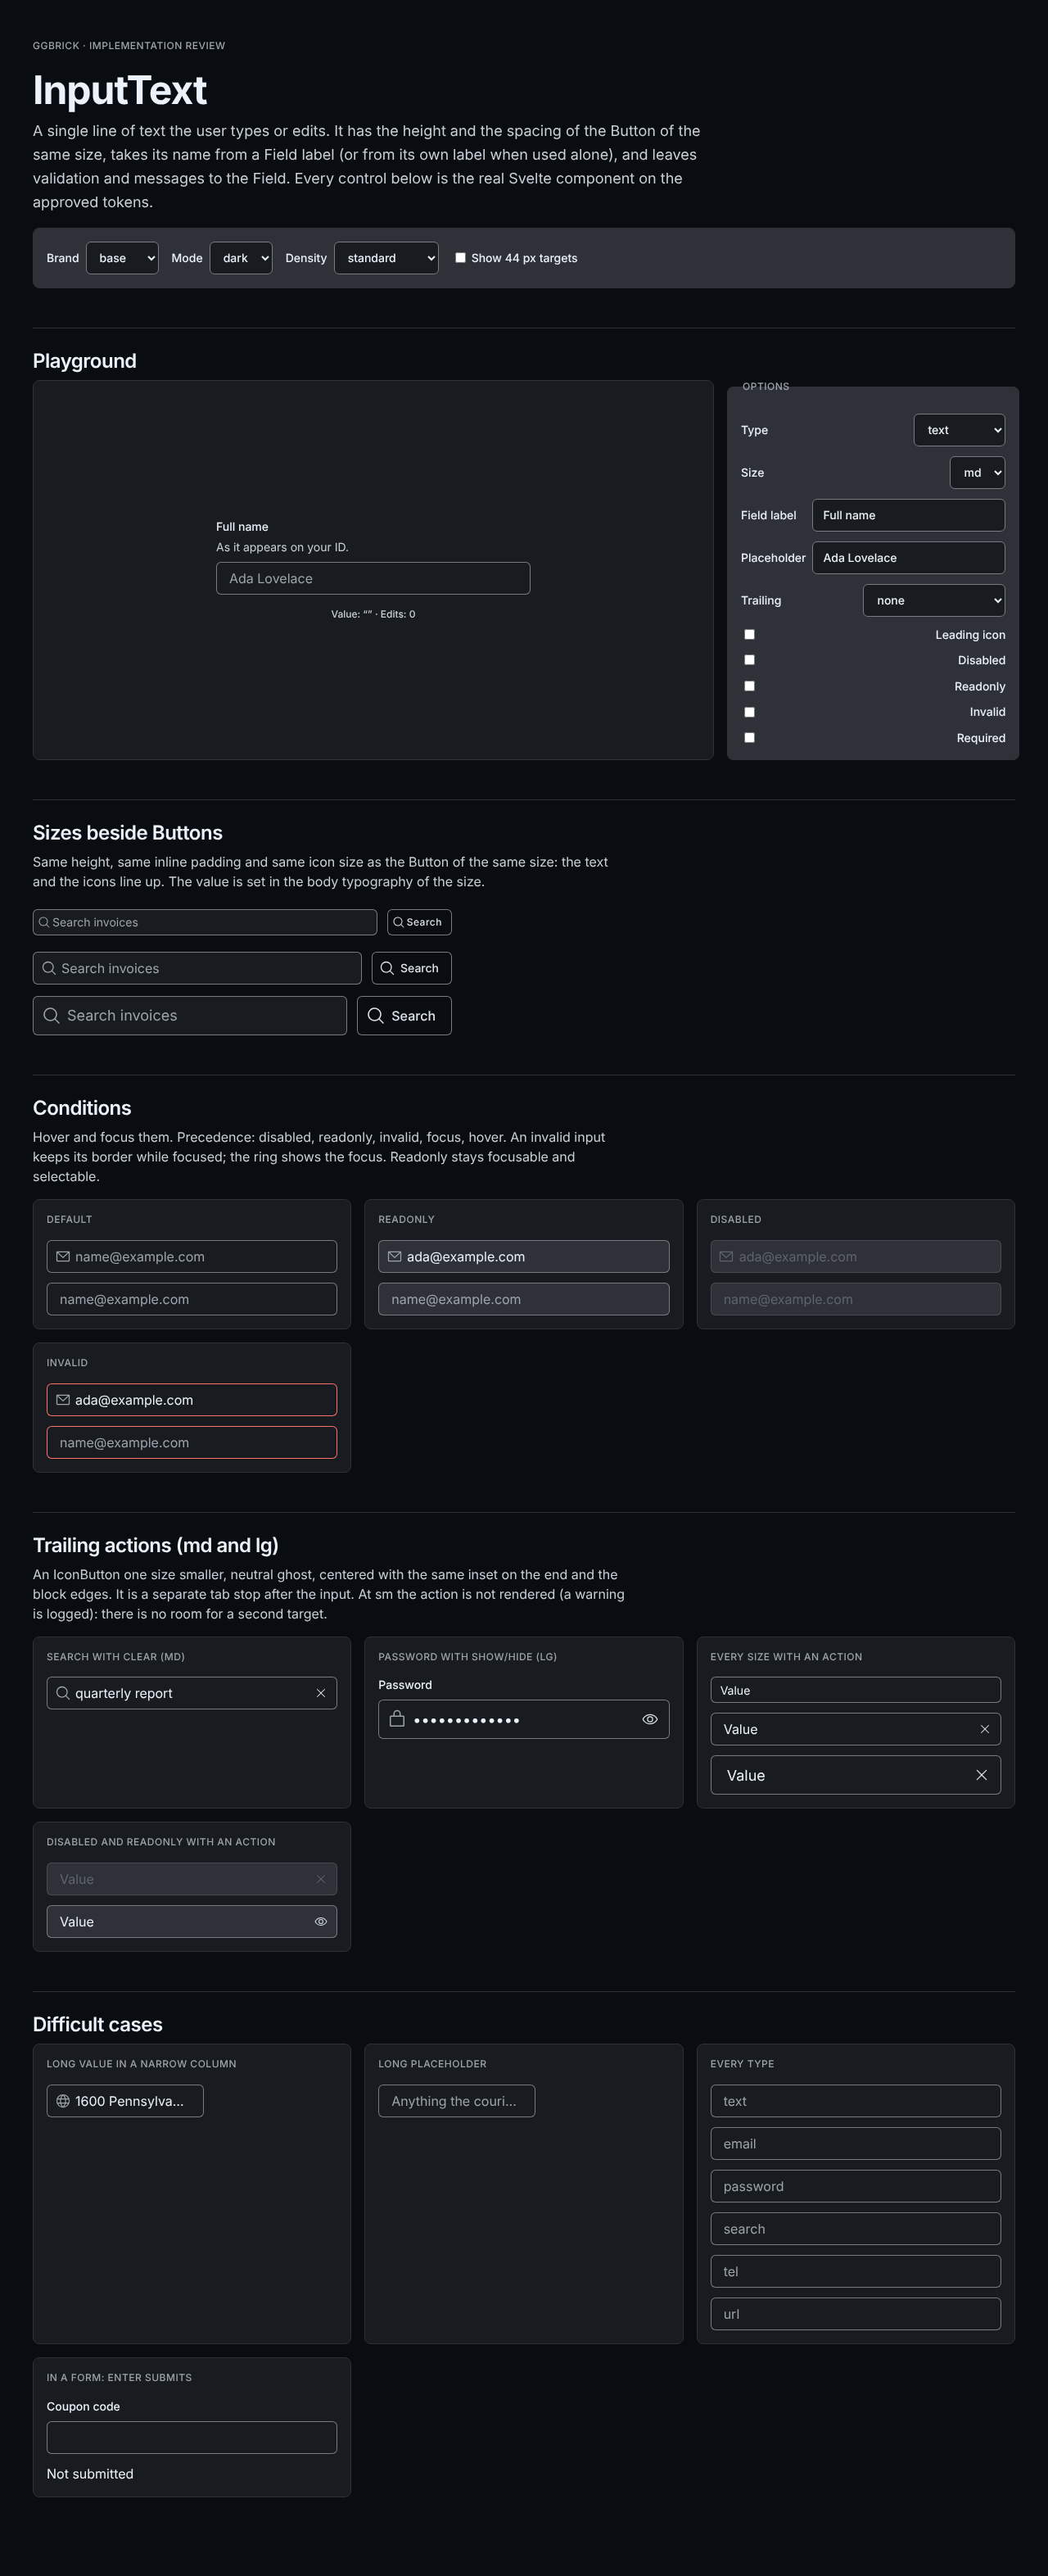 GGBRICK · IMPLEMENTATION REVIEW
InputText
A single line of text the user types or edits. It has the height and the spacing of the Button of the
same size, takes its name from a Field label (or from its own label when used alone), and leaves
validation and messages to the Field. Every control below is the real Svelte component on the
approved tokens.
Brand base Mode dark Density standard Show 44 px targets
Playground
Full name
As it appears on your ID.
Ada Lovelace
Value: “” · Edits: 0
OPTIONS
Type text
Size md
Field label Full name
Placeholder Ada Lovelace
Trailing none
Leading icon
Disabled
Readonly
Invalid
Required
Sizes beside Buttons
Same height, same inline padding and same icon size as the Button of the same size: the text
and the icons line up. The value is set in the body typography of the size.
Search invoices Search
Search invoices Search
Search invoices Search
Conditions
Hover and focus them. Precedence: disabled, readonly, invalid, focus, hover. An invalid input
keeps its border while focused; the ring shows the focus. Readonly stays focusable and
selectable.
DEFAULT
name@example.com
name@example.com
READONLY
ada@example.com
name@example.com
DISABLED
ada@example.com
name@example.com
INVALID
ada@example.com
name@example.com
Trailing actions (md and lg)
An IconButton one size smaller, neutral ghost, centered with the same inset on the end and the
block edges. It is a separate tab stop after the input. At sm the action is not rendered (a warning
is logged): there is no room for a second target.
SEARCH WITH CLEAR (MD)
quarterly report
PASSWORD WITH SHOW/HIDE (LG)
Password
•••••••••••••
EVERY SIZE WITH AN ACTION
Value
Value
Value
DISABLED AND READONLY WITH AN ACTION
Value
Value
Difficult cases
LONG VALUE IN A NARROW COLUMN
1600 Pennsylva...
LONG PLACEHOLDER
Anything the couri...
EVERY TYPE
text
email
password
search
tel
url
IN A FORM: ENTER SUBMITS
Coupon code
Not submitted